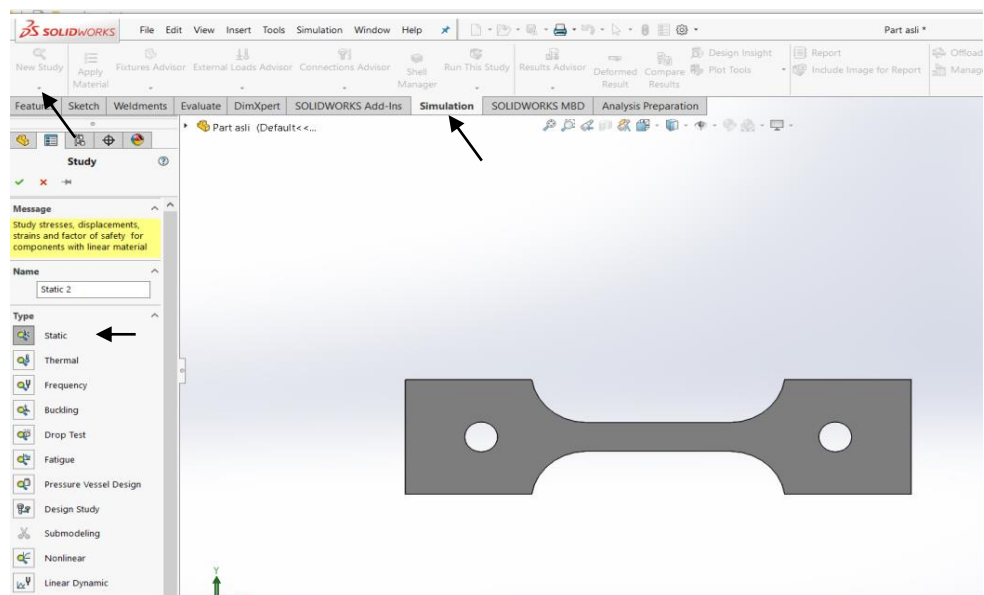 SOLIDWORKS File Edit View Insert Tools Simulation Window Help Part asli *
New Study Apply Material Fixtures Advisor External Loads Advisor Connections Advisor Shell Manager Run This Study Results Advisor Deformed Result Compare Results Design Insight Plot Tools Report Include Image for Report Offload Manage
Sketch Weldments Evaluate DimXpert SOLIDWORKS Add-Ins Simulation SOLIDWORKS MBD Analysis Preparation
Part asli (Default<<...
Study
Message
Study stresses, displacements,
strains and factor of safety for
components with linear material
Name
Static 2
Type
Static
Thermal
Frequency
Buckling
Drop Test
Fatigue
Pressure Vessel Design
Design Study
Submodeling
Nonlinear
Linear Dynamic
Y